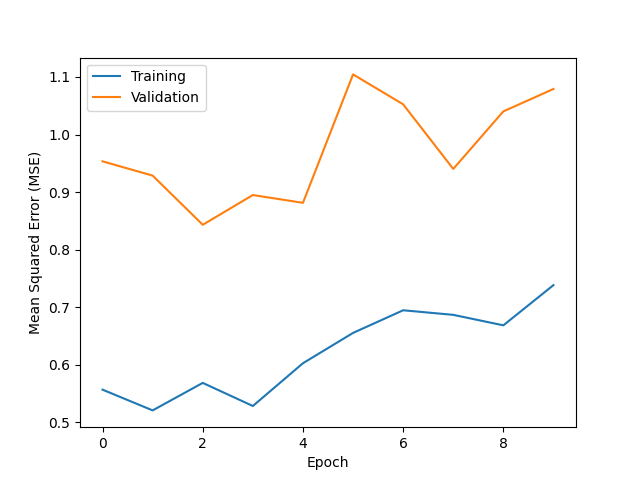 Training
Validation
1.1
1.0
0.9
0.8
0.7
0.6
0.5
Mean Squared Error (MSE)
0 2 4 6 8
Epoch